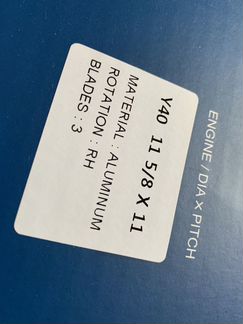 ENGINE / DIA x PITCH
Y40 11 5/8 X 11
MATERIAL : ALUMINUM
ROTATION : RH
BLADES : 3